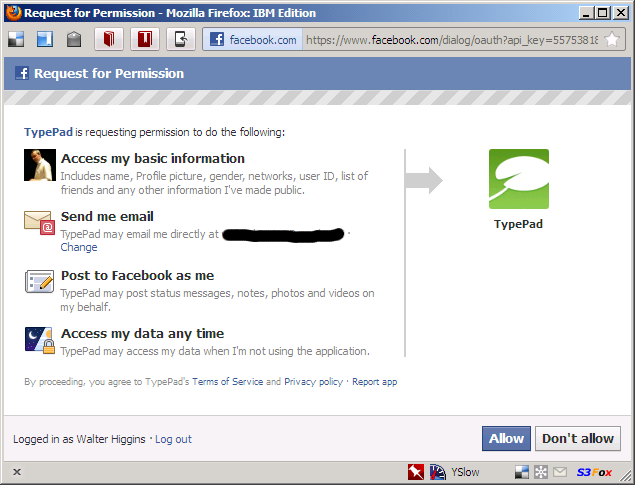 Request for Permission - Mozilla Firefox: IBM Edition
facebook.com https://www.facebook.com/dialog/oauth?api_key=55753818
Request for Permission
TypePad is requesting permission to do the following:
Access my basic information
Includes name, Profile picture, gender, networks, user ID, list of
friends and any other information I've made public.
Send me email
TypePad may email me directly at ·
Change
Post to Facebook as me
TypePad may post status messages, notes, photos and videos on
my behalf.
Access my data any time
TypePad may access my data when I'm not using the application.
TypePad
By proceeding, you agree to TypePad's Terms of Service and Privacy policy · Report app
Logged in as Walter Higgins · Log out
Allow
Don't allow
YSlow
S3Fox